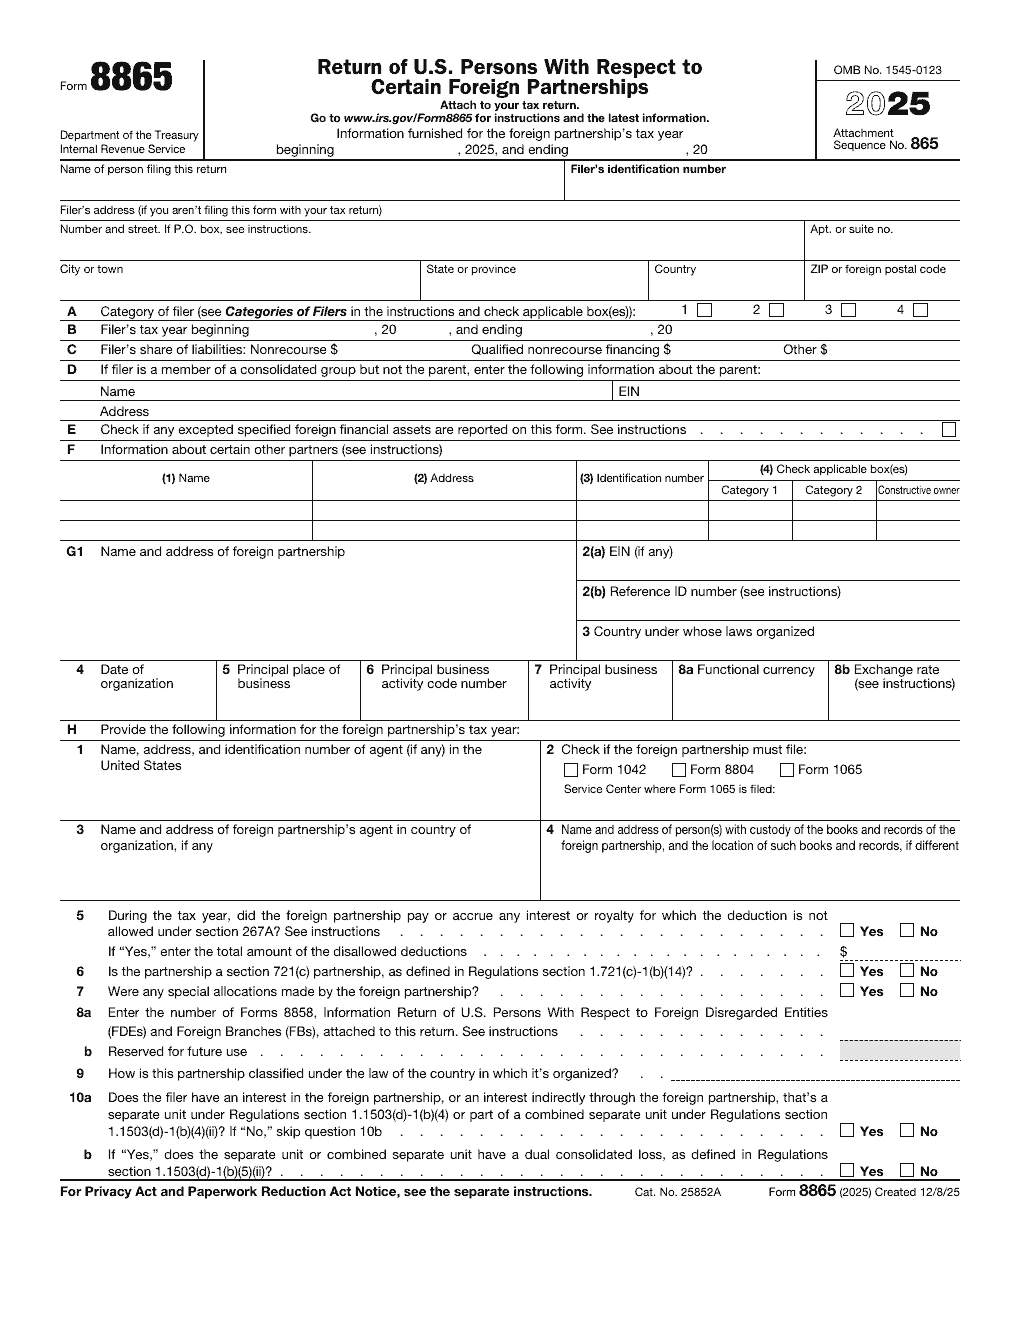 Form 8865
Department of the Treasury
Internal Revenue Service
Return of U.S. Persons With Respect to
Certain Foreign Partnerships
Attach to your tax return.
Go to www.irs.gov/Form8865 for instructions and the latest information.
Information furnished for the foreign partnership's tax year
beginning , 2025, and ending , 20
OMB No. 1545-0123
2025
Attachment
Sequence No. 865
Name of person filing this return
Filer's identification number
Filer's address (if you aren't filing this form with your tax return)
Number and street. If P.O. box, see instructions.
Apt. or suite no.
City or town
State or province
Country
ZIP or foreign postal code
A Category of filer (see Categories of Filers in the instructions and check applicable box(es)): 1 2 3 4
B Filer's tax year beginning , 20 , and ending , 20
C Filer's share of liabilities: Nonrecourse $ Qualified nonrecourse financing $ Other $
D If filer is a member of a consolidated group but not the parent, enter the following information about the parent:
Name EIN
Address
E Check if any excepted specified foreign financial assets are reported on this form. See instructions . . . . . . . . . . . .
F Information about certain other partners (see instructions)
(1) Name
(2) Address
(3) Identification number
(4) Check applicable box(es)
Category 1 Category 2 Constructive owner
G1 Name and address of foreign partnership
2(a) EIN (if any)
2(b) Reference ID number (see instructions)
3 Country under whose laws organized
4 Date of
organization
5 Principal place of
business
6 Principal business
activity code number
7 Principal business
activity
8a Functional currency
8b Exchange rate
(see instructions)
H Provide the following information for the foreign partnership's tax year:
1 Name, address, and identification number of agent (if any) in the
United States
2 Check if the foreign partnership must file:
Form 1042 Form 8804 Form 1065
Service Center where Form 1065 is filed:
3 Name and address of foreign partnership's agent in country of
organization, if any
4 Name and address of person(s) with custody of the books and records of the
foreign partnership, and the location of such books and records, if different
5 During the tax year, did the foreign partnership pay or accrue any interest or royalty for which the deduction is not
allowed under section 267A? See instructions . . . . . . . . . . . . . . . . . . . . Yes No
If "Yes," enter the total amount of the disallowed deductions . . . . . . . . . . . . . . . . $
6 Is the partnership a section 721(c) partnership, as defined in Regulations section 1.721(c)-1(b)(14)? . . . . . . Yes No
7 Were any special allocations made by the foreign partnership? . . . . . . . . . . . . . . . Yes No
8a Enter the number of Forms 8858, Information Return of U.S. Persons With Respect to Foreign Disregarded Entities
(FDEs) and Foreign Branches (FBs), attached to this return. See instructions . . . . . . . . . . . .
b Reserved for future use . . . . . . . . . . . . . . . . . . . . . . . . . .
9 How is this partnership classified under the law of the country in which it's organized? . .
10a Does the filer have an interest in the foreign partnership, or an interest indirectly through the foreign partnership, that's a
separate unit under Regulations section 1.1503(d)-1(b)(4) or part of a combined separate unit under Regulations section
1.1503(d)-1(b)(4)(ii)? If "No," skip question 10b . . . . . . . . . . . . . . . . . . . . Yes No
b If "Yes," does the separate unit or combined separate unit have a dual consolidated loss, as defined in Regulations
section 1.1503(d)-1(b)(5)(ii)? . . . . . . . . . . . . . . . . . . . . . . . . . Yes No
For Privacy Act and Paperwork Reduction Act Notice, see the separate instructions. Cat. No. 25852A Form 8865 (2025) Created 12/8/25